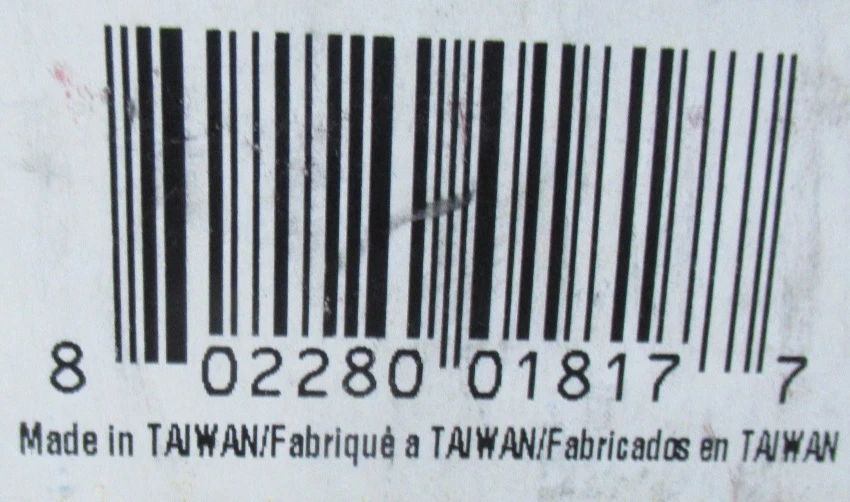 8 02280 01817 7
Made in TAIWAN/Fabriqué a TAIWAN/Fabricados en TAIWAN